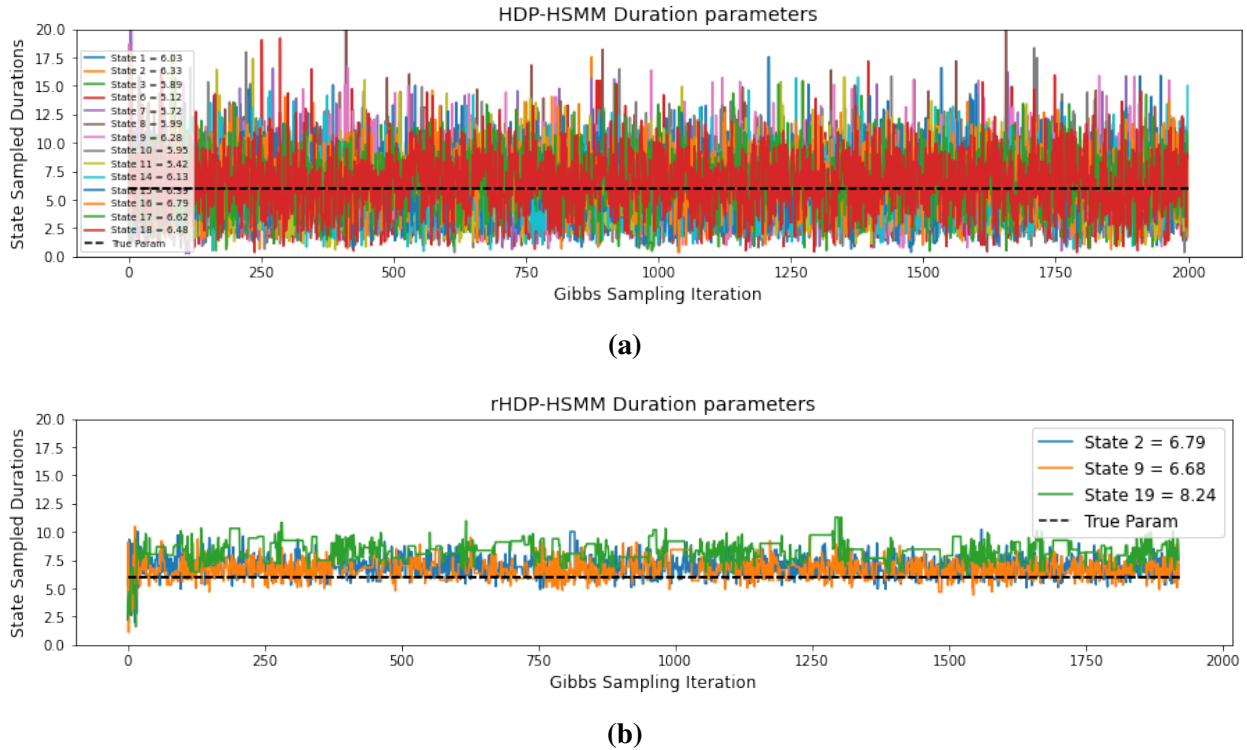 HDP-HSMM Duration parameters
State Sampled Durations
20.0
17.5
15.0
12.5
10.0
7.5
5.0
2.5
0.0
State 1 = 6.03
State 2 = 6.33
State 3 = 5.89
State 6 = 5.12
State 7 = 5.72
State 8 = 5.99
State 9 = 6.28
State 10 = 5.95
State 11 = 5.42
State 14 = 6.13
State 15 = 6.39
State 16 = 6.79
State 17 = 6.62
State 18 = 6.48
True Param
0 250 500 750 1000 1250 1500 1750 2000
Gibbs Sampling Iteration
(a)
rHDP-HSMM Duration parameters
State Sampled Durations
20.0
17.5
15.0
12.5
10.0
7.5
5.0
2.5
0.0
State 2 = 6.79
State 9 = 6.68
State 19 = 8.24
True Param
0 250 500 750 1000 1250 1500 1750 2000
Gibbs Sampling Iteration
(b)